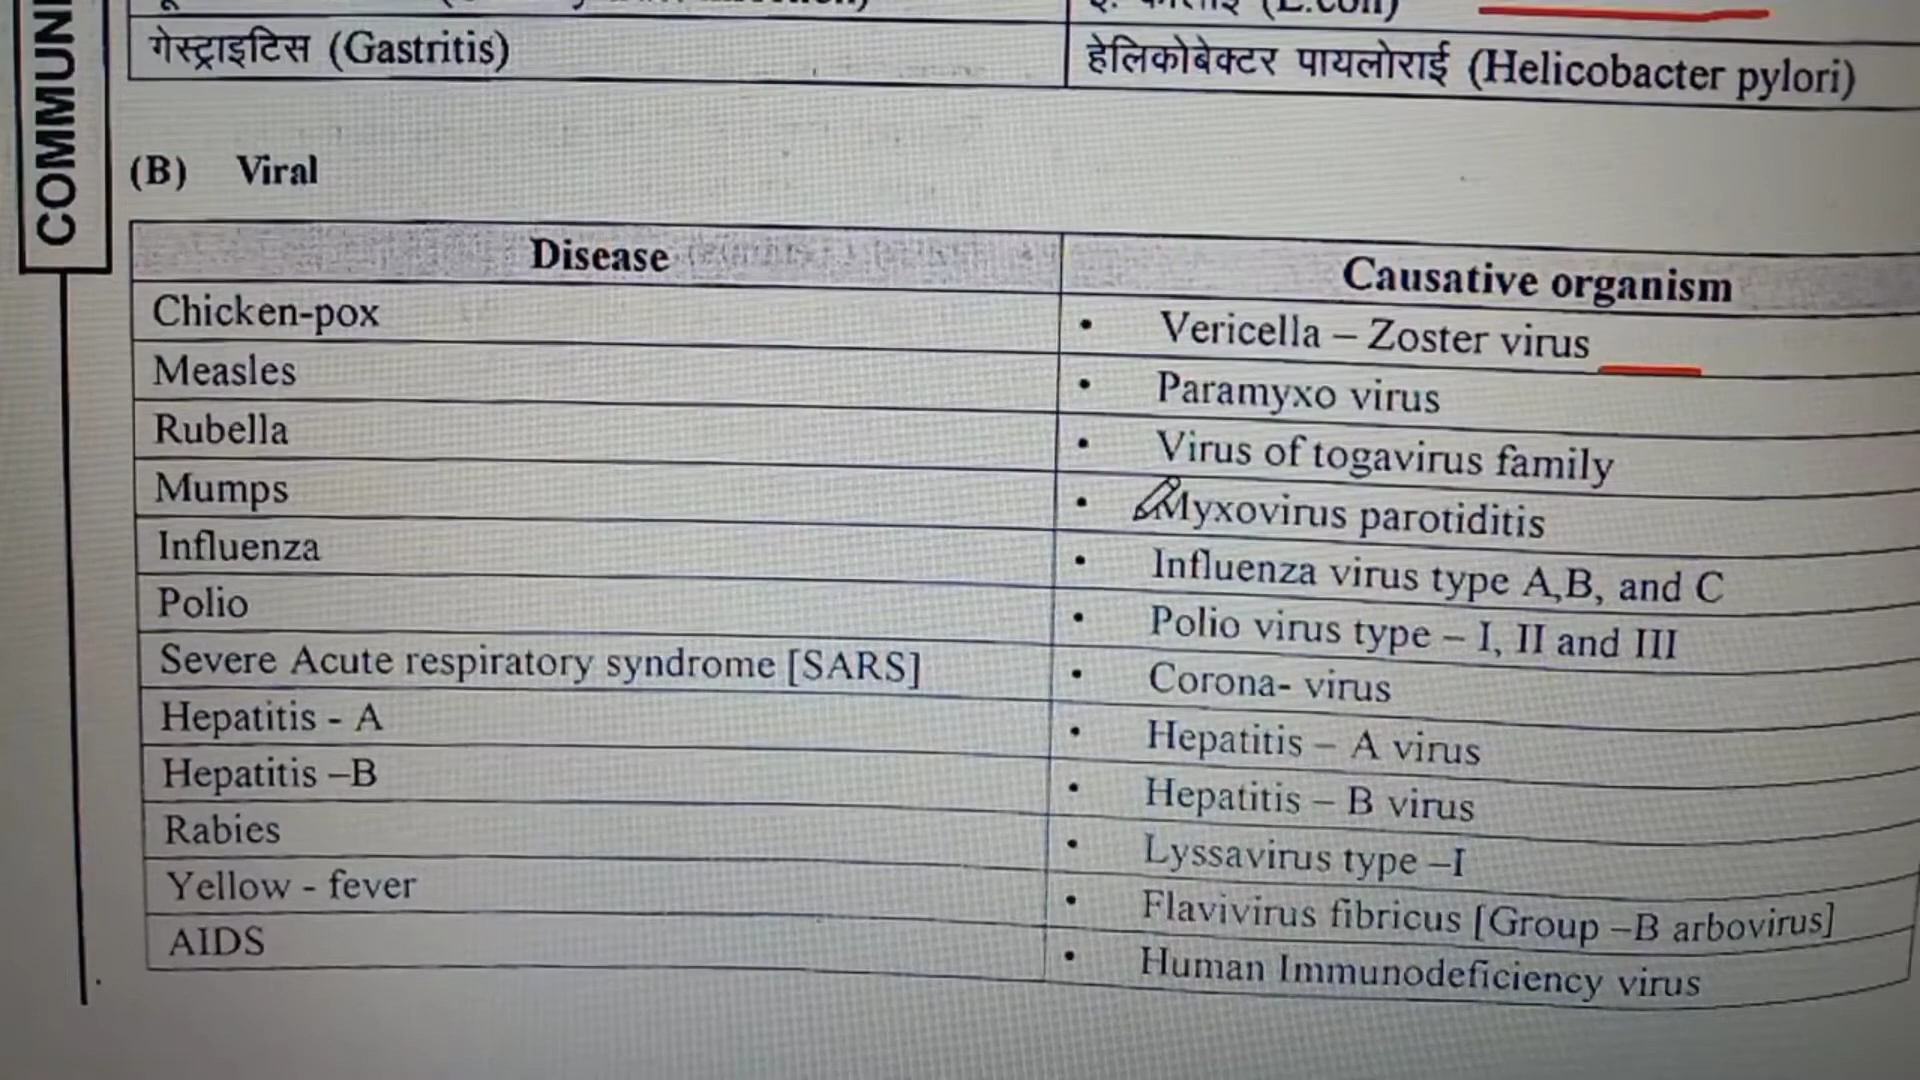 (E.coli)
गेस्ट्राइटिस (Gastritis)
हेलिकोबेक्टर पायलोराई (Helicobacter pylori)
COMMUNI
(B) Viral
Disease Causative organism
Chicken-pox • Vericella – Zoster virus
Measles • Paramyxo virus
Rubella • Virus of togavirus family
Mumps • Myxovirus parotiditis
Influenza • Influenza virus type A,B, and C
Polio • Polio virus type – I, II and III
Severe Acute respiratory syndrome [SARS] • Corona- virus
Hepatitis - A • Hepatitis – A virus
Hepatitis –B • Hepatitis – B virus
Rabies • Lyssavirus type –I
Yellow - fever • Flavivirus fibricus [Group –B arbovirus]
AIDS • Human Immunodeficiency virus